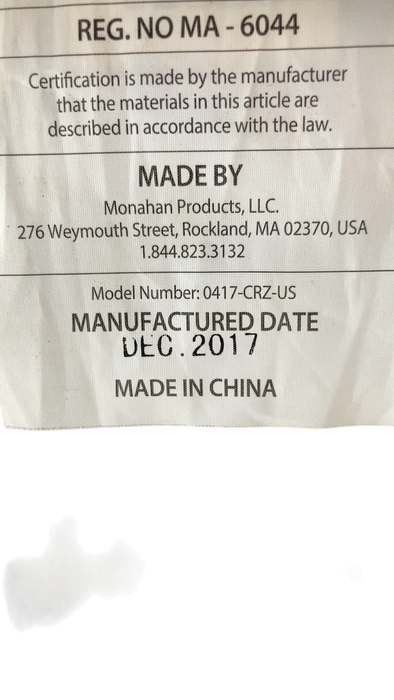 REG. NO MA - 6044
Certification is made by the manufacturer
that the materials in this article are
described in accordance with the law.
MADE BY
Monahan Products, LLC.
276 Weymouth Street, Rockland, MA 02370, USA
1.844.823.3132
Model Number: 0417-CRZ-US
MANUFACTURED DATE
DEC.2017
MADE IN CHINA